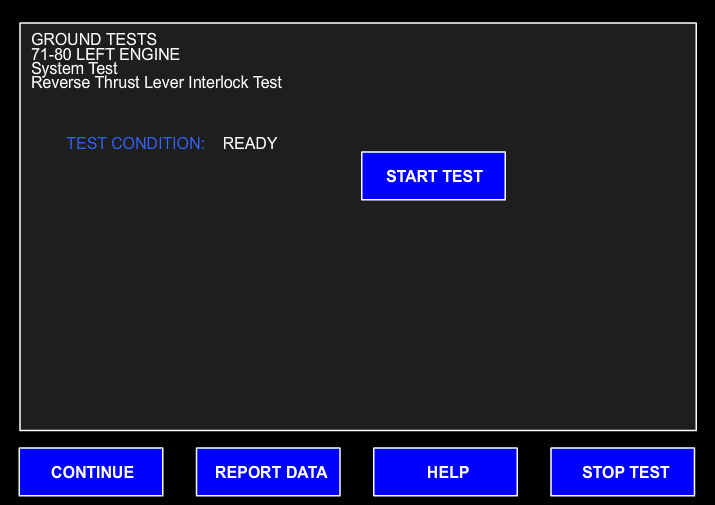 GROUND TESTS
71-80 LEFT ENGINE
System Test
Reverse Thrust Lever Interlock Test
TEST CONDITION: READY
START TEST
CONTINUE
REPORT DATA
HELP
STOP TEST